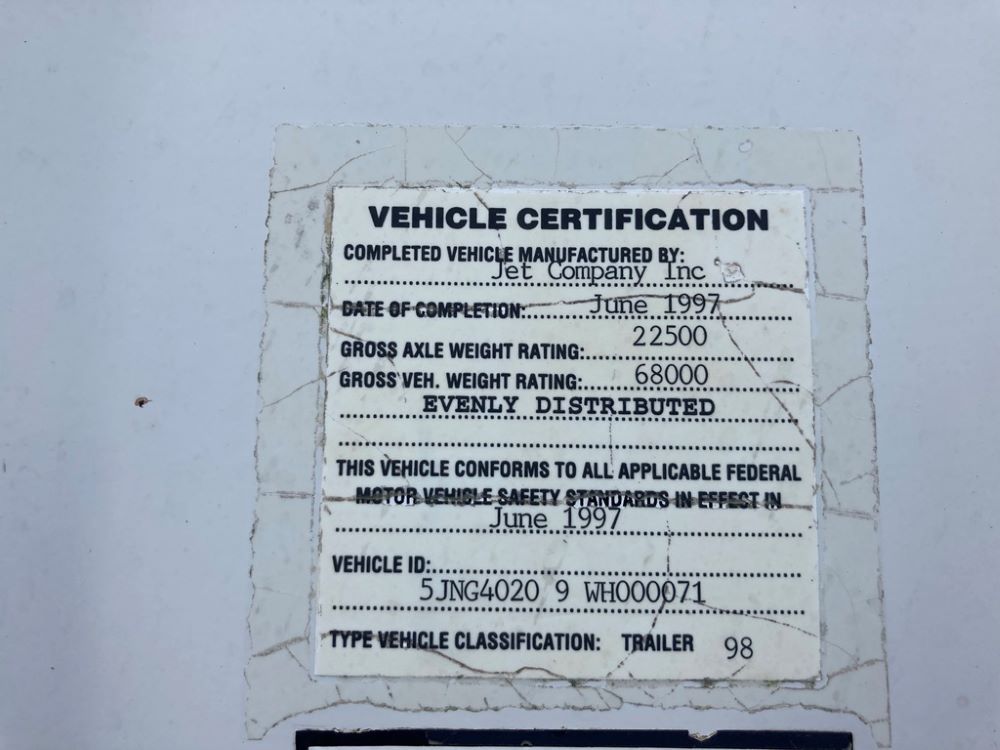 VEHICLE CERTIFICATION
COMPLETED VEHICLE MANUFACTURED BY:
Jet Company Inc
DATE OF COMPLETION: June 1997
GROSS AXLE WEIGHT RATING: 22500
GROSS VEH. WEIGHT RATING: 68000
EVENLY DISTRIBUTED
THIS VEHICLE CONFORMS TO ALL APPLICABLE FEDERAL
MOTOR VEHICLE SAFETY STANDARDS IN EFFECT IN
June 1997
VEHICLE ID:
5JNG4020 9 WH000071
TYPE VEHICLE CLASSIFICATION: TRAILER 98